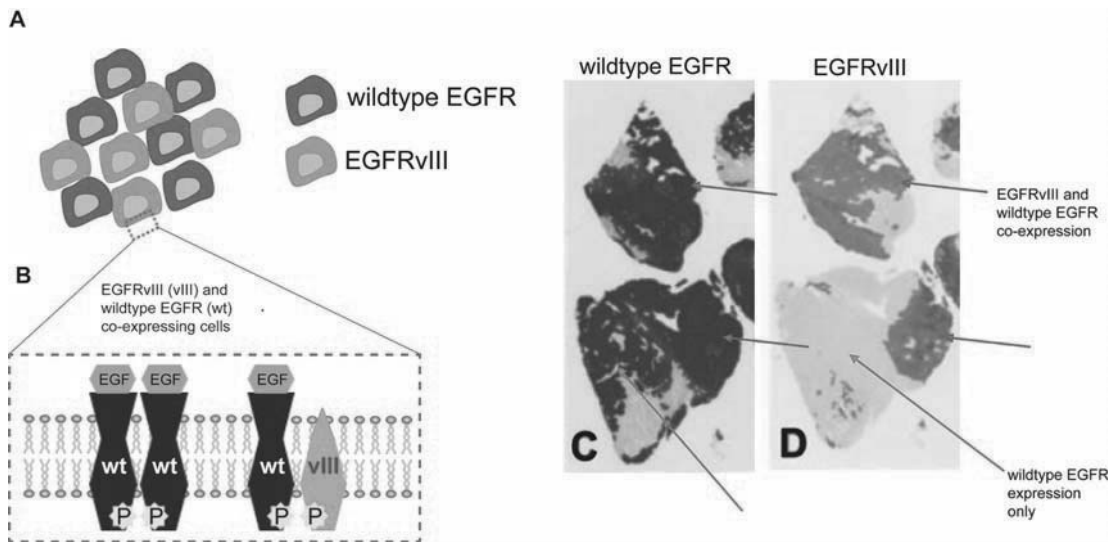 A
wildtype EGFR
EGFRvIII
B
EGFRvIII (vIII) and
wildtype EGFR (wt)
co-expressing cells
EGF
EGF
EGF
wt
wt
wt
vIII
P
P
P
P
wildtype EGFR
EGFRvIII
EGFRvIII and
wildtype EGFR
co-expression
C
D
wildtype EGFR
expression
only